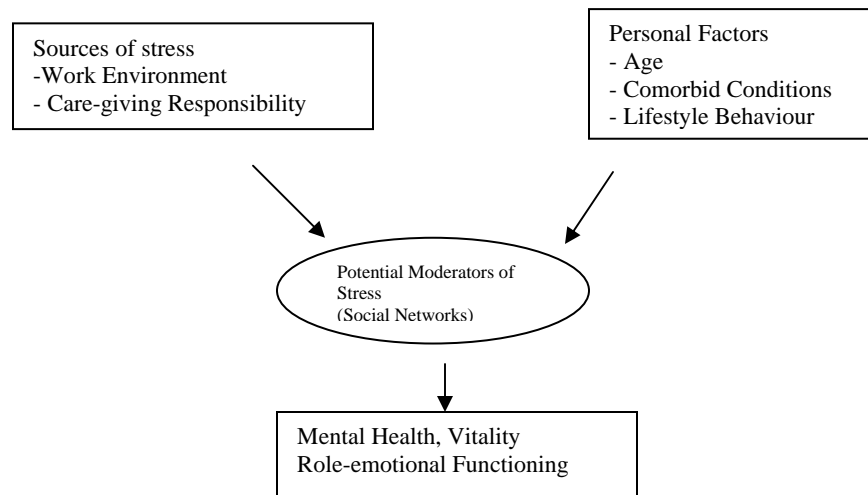 Sources of stress
-Work Environment
- Care-giving Responsibility
Personal Factors
- Age
- Comorbid Conditions
- Lifestyle Behaviour
Potential Moderators of
Stress
(Social Networks)
Mental Health, Vitality
Role-emotional Functioning